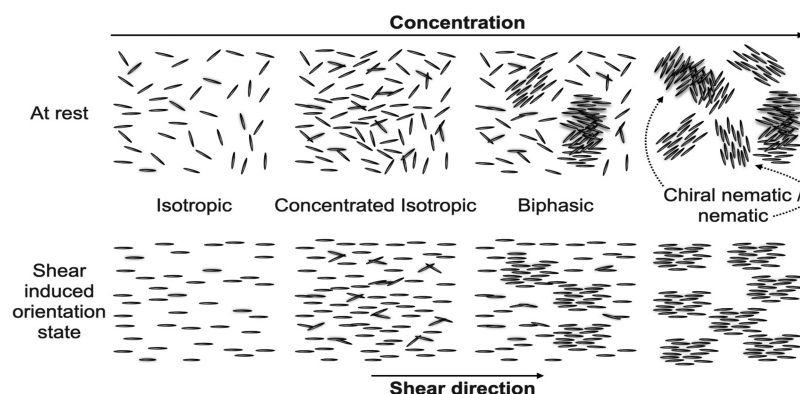 Concentration
At rest
Isotropic
Concentrated Isotropic
Biphasic
Chiral nematic /
nematic
Shear
induced
orientation
state
Shear direction